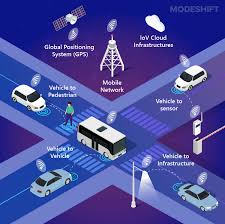 MODESHIFT
Global Positioning
System (GPS)
IoV Cloud
Infrastructures
Mobile
Network
Vehicle to
Pedestrian
Vehicle to
sensor
Vehicle to
Vehicle
Vehicle to
Infrastructure